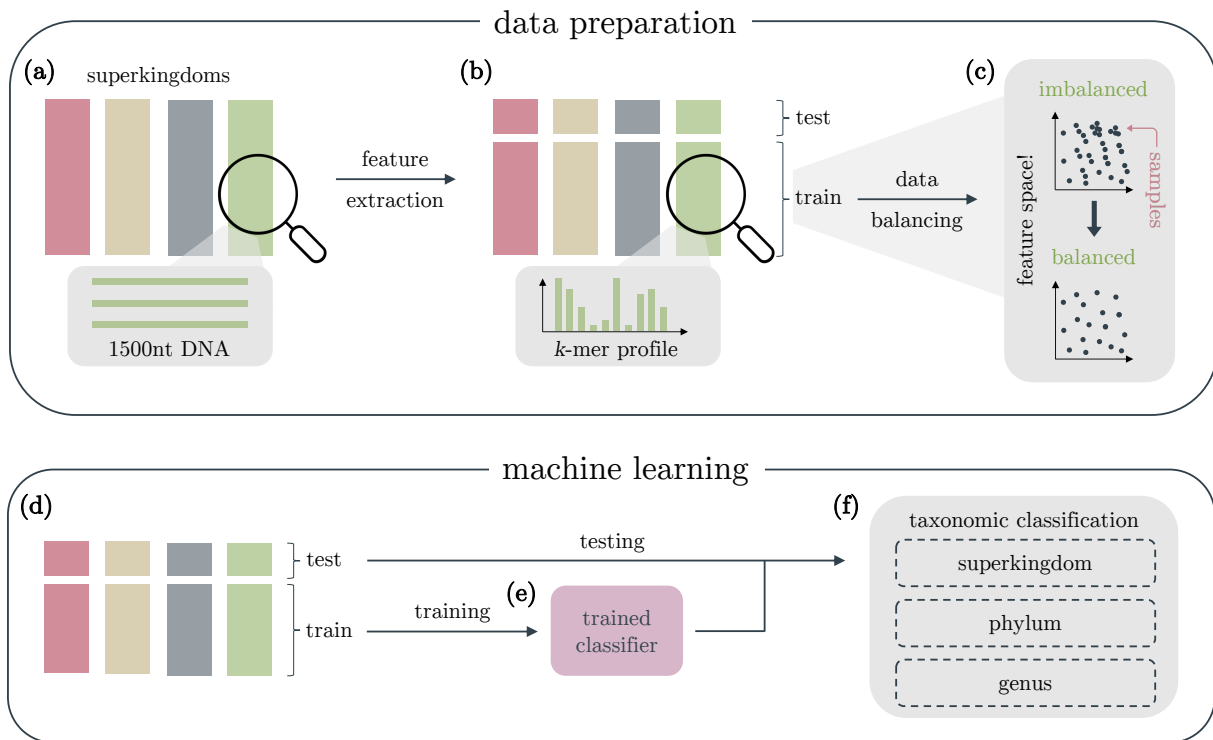 data preparation
(a)
superkingdoms
1500nt DNA
feature
extraction
(b)
test
train
k-mer profile
data
balancing
(c)
imbalanced
samples
feature space!
balanced
machine learning
(d)
test
train
testing
training
(e)
trained
classifier
(f)
taxonomic classification
superkingdom
phylum
genus